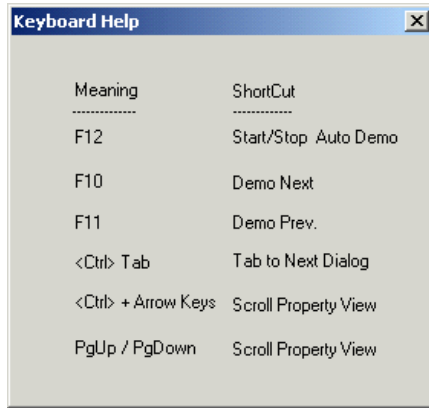 Keyboard Help
Meaning ShortCut
-------------- -------------
F12 Start/Stop Auto Demo
F10 Demo Next
F11 Demo Prev.
<Ctrl> Tab Tab to Next Dialog
<Ctrl> + Arrow Keys Scroll Property View
PgUp / PgDown Scroll Property View